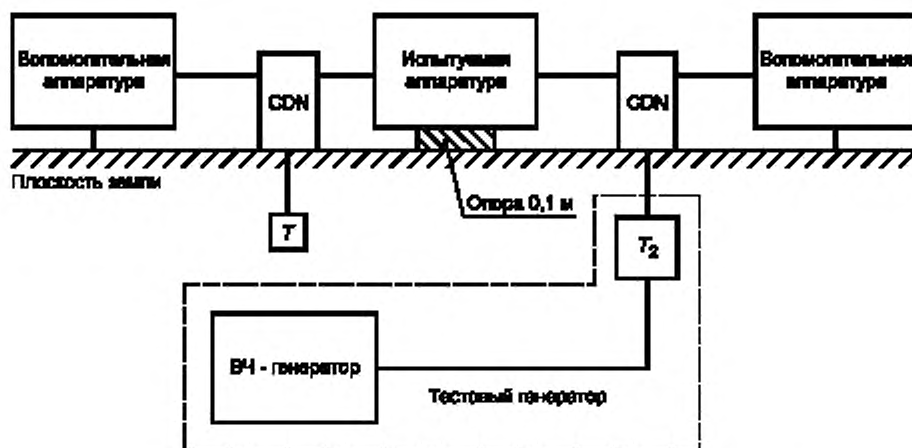 Вспомогательная
аппаратура
CDN
Испытуемая
аппаратура
CDN
Вспомогательная
аппаратура
Плоскость земли
Опора 0,1 м
T
T2
ВЧ - генератор
Тестовый генератор